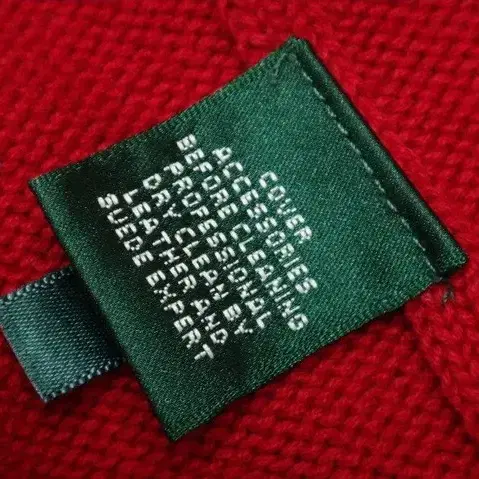 COVER
ACCESSORIES
BEFORE CLEANING
PROFESSIONAL
DRY CLEAN BY
LEATHER AND
SUEDE EXPERT